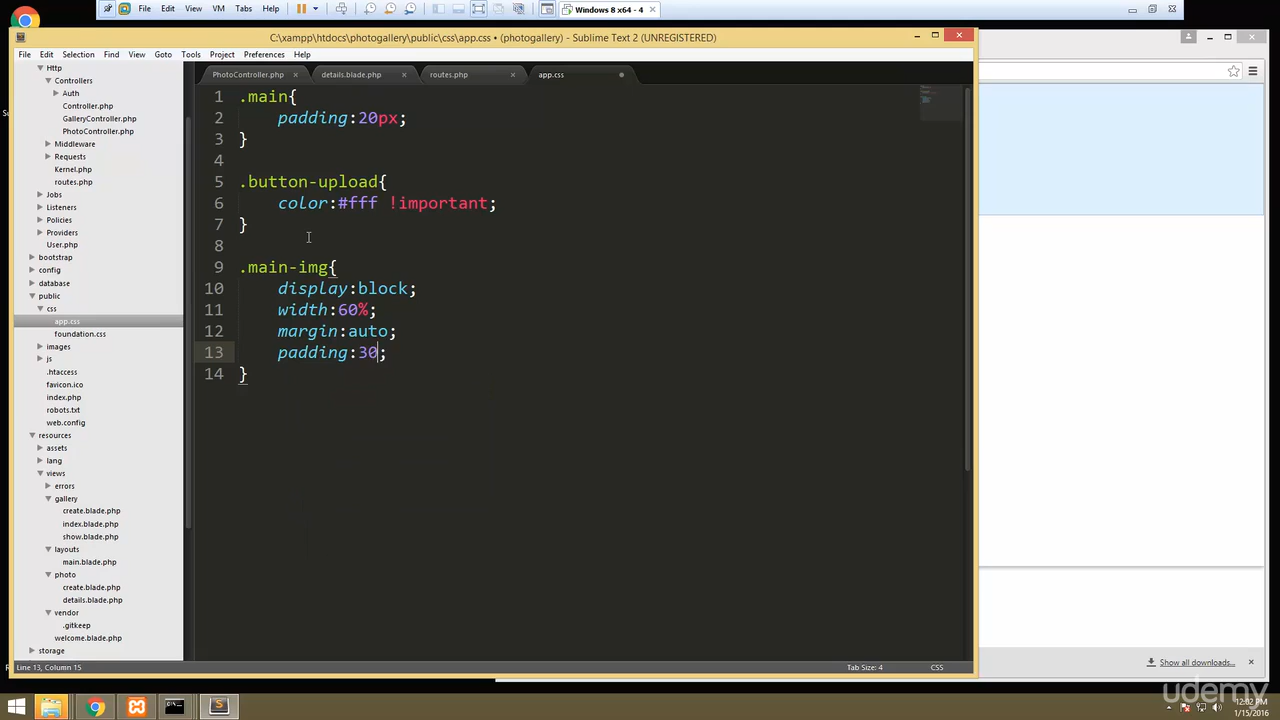 File Edit View VM Tabs Help
Windows 8 x64 - 4
C:\xampp\htdocs\photogallery\public\css\app.css • (photogallery) - Sublime Text 2 (UNREGISTERED)
File Edit Selection Find View Goto Tools Project Preferences Help
PhotoController.php details.blade.php routes.php app.css
Http
Controllers
Auth
Controller.php
GalleryController.php
PhotoController.php
Middleware
Requests
Kernel.php
routes.php
Jobs
Listeners
Policies
Providers
User.php
bootstrap
config
database
public
css
app.css
foundation.css
images
js
.htaccess
favicon.ico
index.php
robots.txt
web.config
resources
assets
lang
views
errors
gallery
create.blade.php
index.blade.php
show.blade.php
layouts
main.blade.php
photo
create.blade.php
details.blade.php
vendor
.gitkeep
welcome.blade.php
storage
1 .main{
2 padding:20px;
3 }
4
5 .button-upload{
6 color:#fff !important;
7 }
8
9 .main-img{
10 display:block;
11 width:60%;
12 margin:auto;
13 padding:30;
14 }
Line 13, Column 15
Tab Size: 4
CSS
Show all downloads...
udemy
12:02 PM
1/15/2016